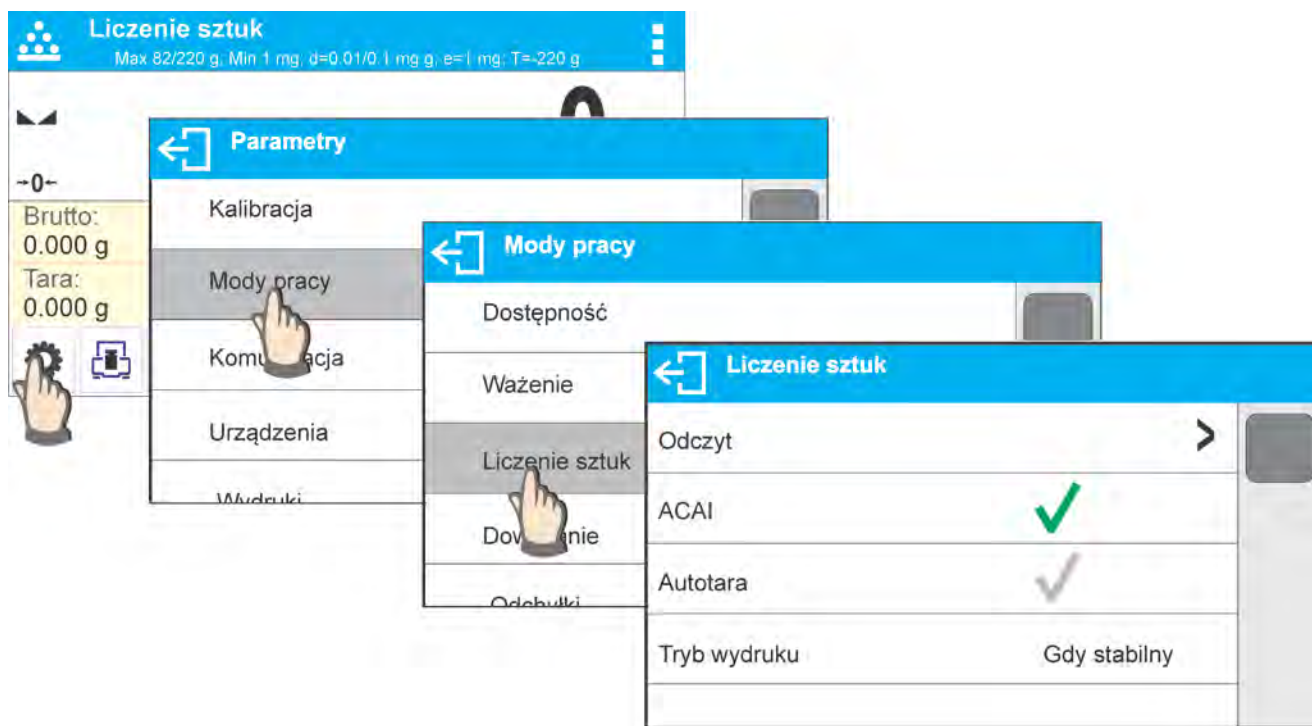 Liczenie sztuk
Max 82/220 g; Min 1 mg; d=0.01/0.1 mg g; e=1 mg; T=-220 g
→0←
Brutto:
0.000 g
Tara:
0.000 g
Parametry
Kalibracja
Mody pracy
Urządzenia
Wydruki
Mody pracy
Dostępność
Ważenie
Liczenie sztuk
Odchyłki
Liczenie sztuk
Odczyt >
ACAI
Autotara
Tryb wydruku Gdy stabilny